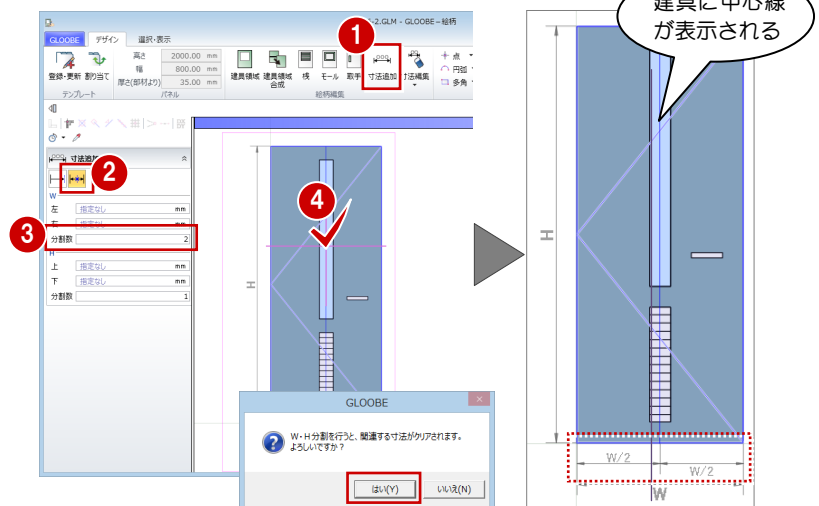 -2.GLM - GLOOBE－絵柄
GLOOBE デザイン 選択・表示
高さ 2000.00 mm
幅 800.00 mm
厚さ(部材より) 35.00 mm
登録・更新 割り当て
テンプレート パネル
建具領域 建具領域合成 桟 モール 取手 寸法追加 寸法編集
絵柄編集
点
円弧
多角
1
寸法追加
2
W
左 指定なし mm
右 指定なし mm
3
分割数 2
H
上 指定なし mm
下 指定なし mm
分割数 1
4
H
GLOOBE
W・H分割を行うと、関連する寸法がクリアされます。
よろしいですか？
はい(Y) いいえ(N)
建具に中心線
が表示される
H
W/2
W/2
W